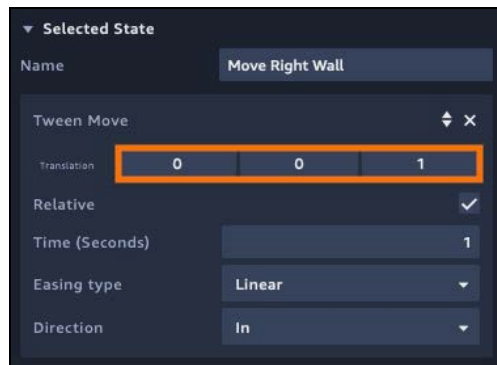 Selected State
Name Move Right Wall
Tween Move
Translation 0 0 1
Relative
Time (Seconds) 1
Easing type Linear
Direction In